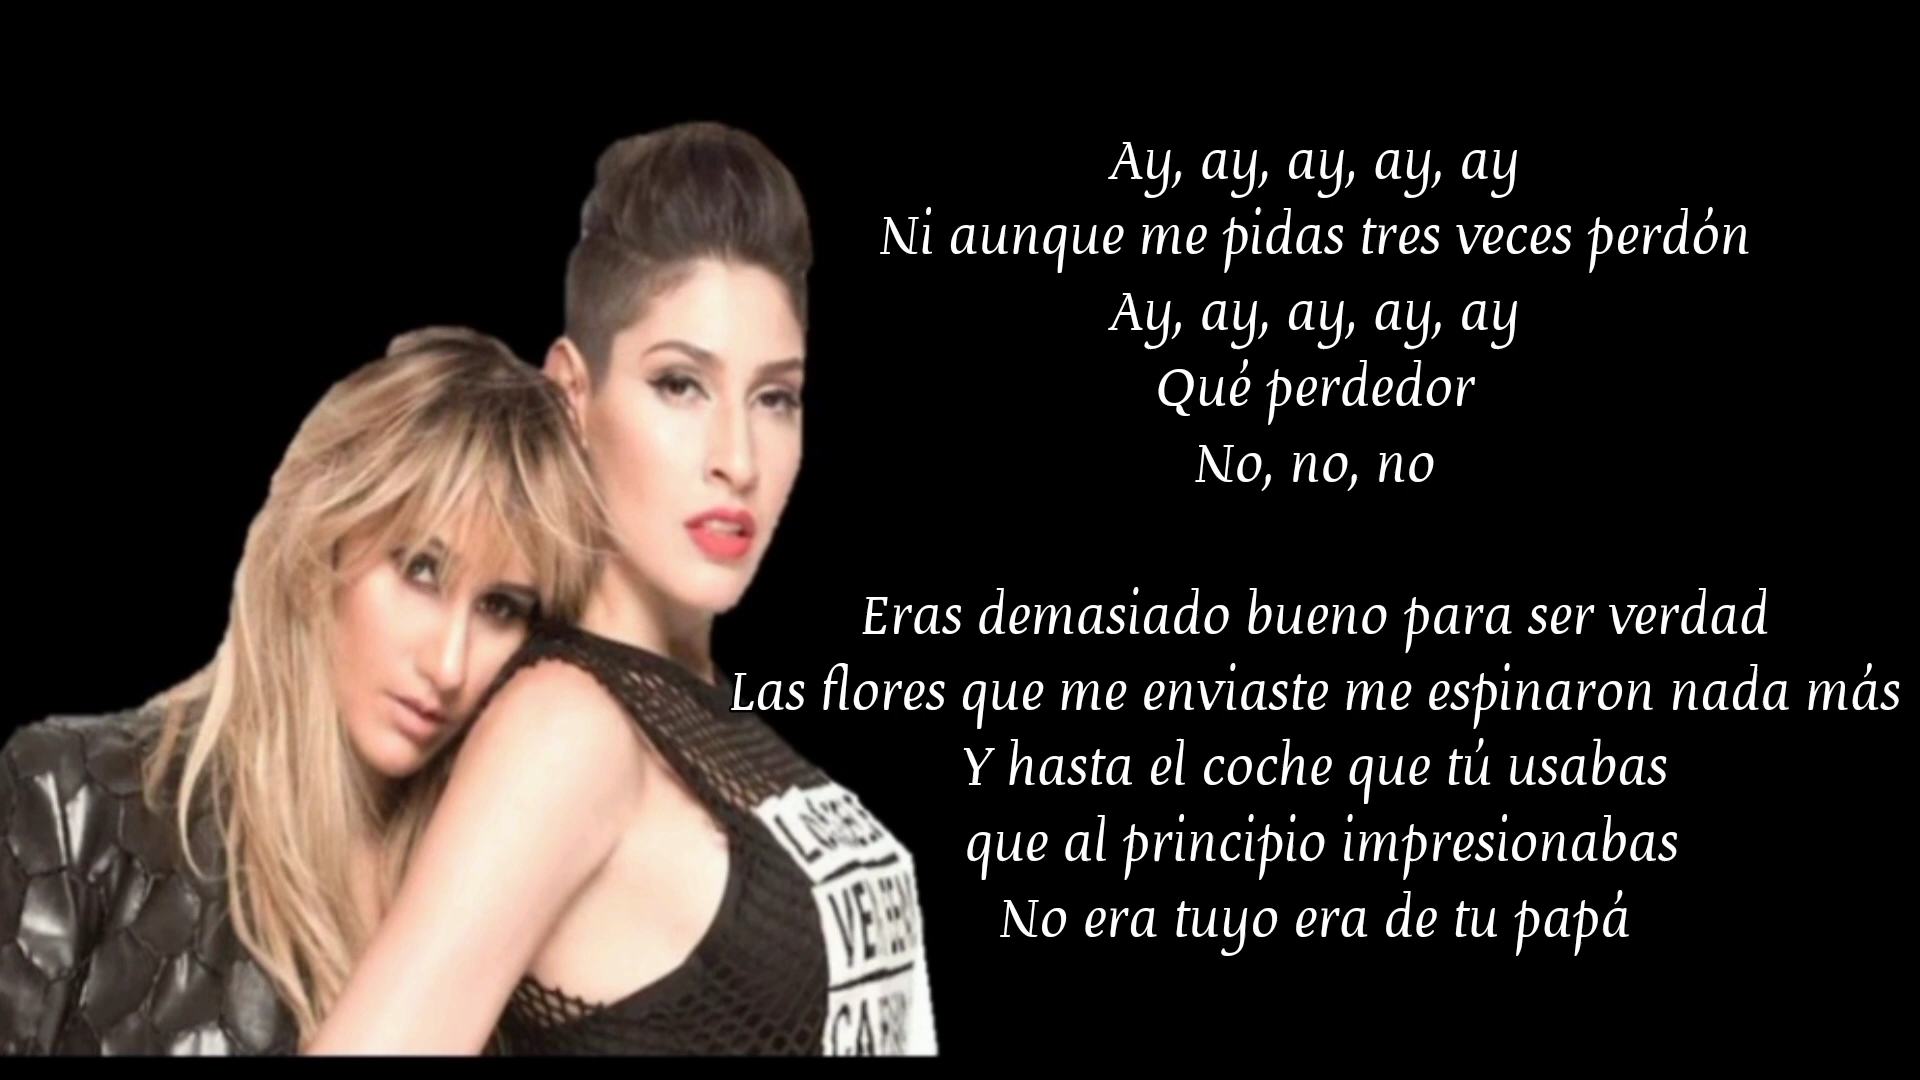 Ay, ay, ay, ay, ay
Ni aunque me pidas tres veces perdón
Ay, ay, ay, ay, ay
Qué perdedor
No, no, no
Eras demasiado bueno para ser verdad
Las flores que me enviaste me espinaron nada más
Y hasta el coche que tú usabas
que al principio impresionabas
No era tuyo era de tu papá